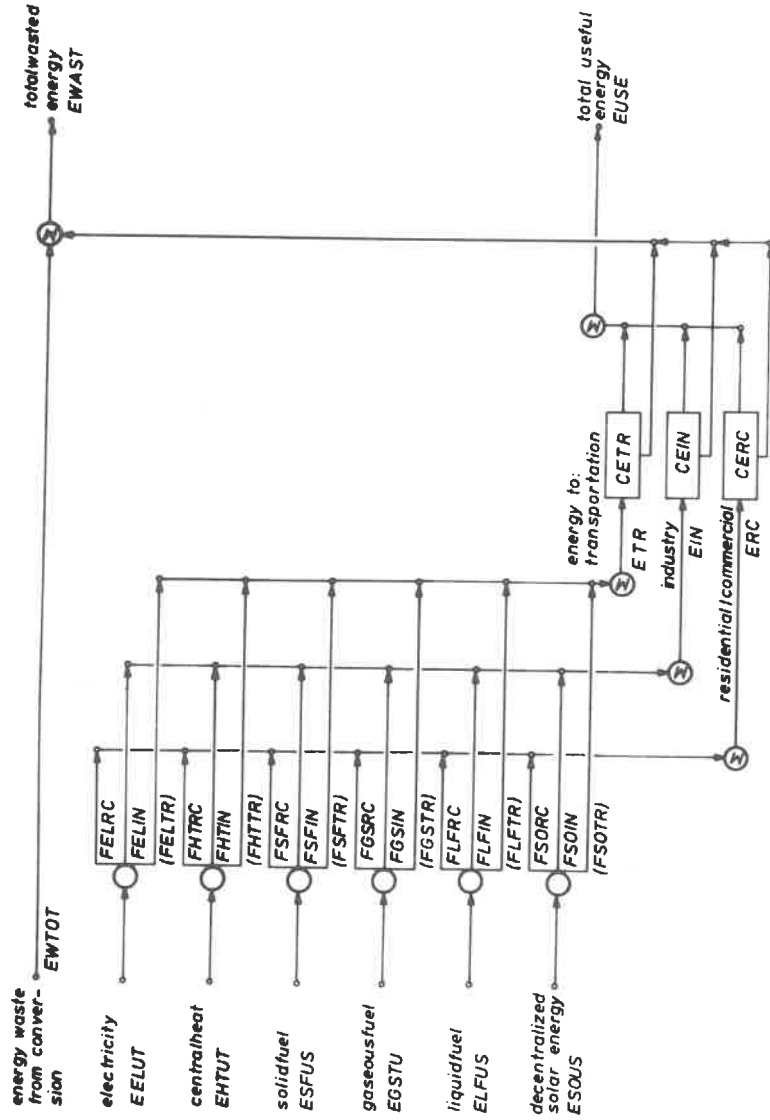 energy waste
from conver-
sion
EWTOT
totalwasted
energy
EWAST
electricity
EELUT
FELRC
FELIN
(FELTR)
centralheat
EHTUT
FHTRC
FHTIN
(FHTTR)
solidfuel
ESFUS
FSFRC
FSFIN
(FSFTR)
gaseousfuel
EGSTU
FGSRC
FGSIN
(FGSTR)
liquidfuel
ELFUS
FLFRC
FLFIN
(FLFTR)
decentralized
solar energy
ESOUS
FSORC
FSOIN
(FSOTR)
energy to:
transportation
ETR
CETR
industry
EIN
CEIN
residential/commercial
ERC
CERC
total useful
energy
EUSE